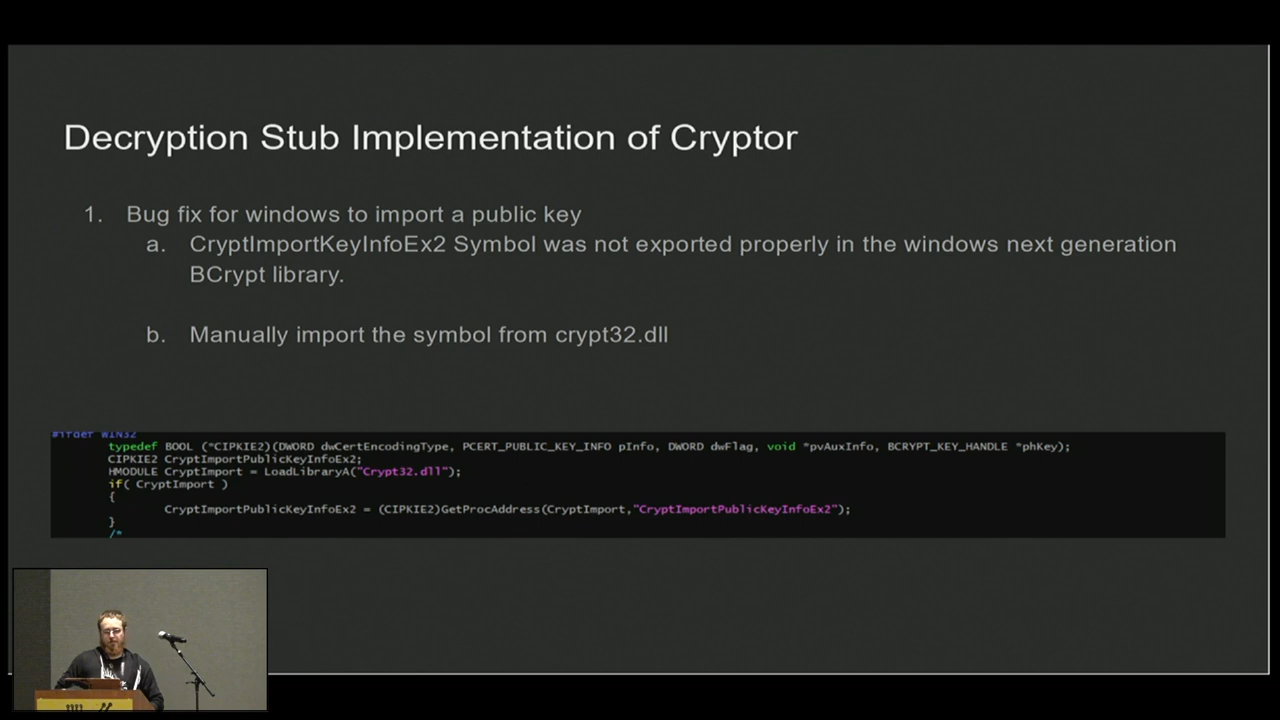 Decryption Stub Implementation of Cryptor
1. Bug fix for windows to import a public key
a. CryptImportKeyInfoEx2 Symbol was not exported properly in the windows next generation
BCrypt library.
b. Manually import the symbol from crypt32.dll
#ifdef WIN32
typedef BOOL (*CIPKIE2)(DWORD dwCertEncodingType, PCERT_PUBLIC_KEY_INFO pInfo, DWORD dwFlag, void *pvAuxInfo, BCRYPT_KEY_HANDLE *phKey);
CIPKIE2 CryptImportPublicKeyInfoEx2;
HMODULE CryptImport = LoadLibraryA("Crypt32.dll");
if( CryptImport )
{
CryptImportPublicKeyInfoEx2 = (CIPKIE2)GetProcAddress(CryptImport,"CryptImportPublicKeyInfoEx2");
}
/*